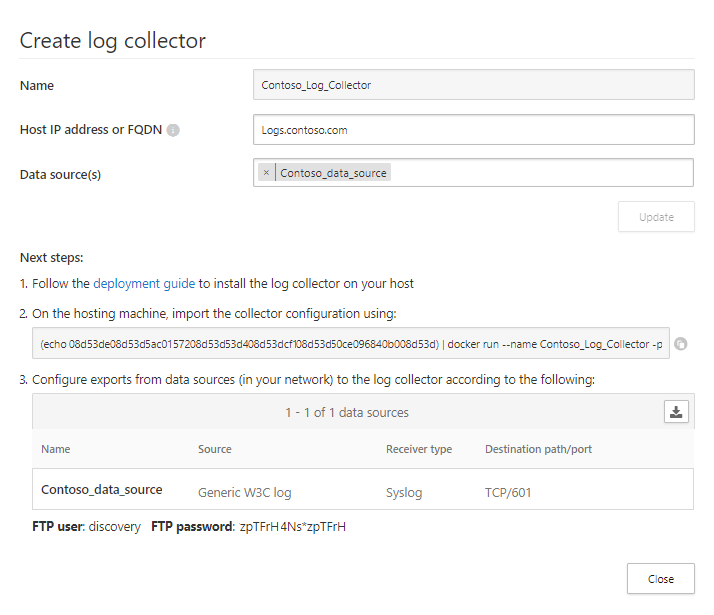 Create log collector
Name Contoso_Log_Collector
Host IP address or FQDN Logs.contoso.com
Data source(s) × Contoso_data_source
Update
Next steps:
1. Follow the deployment guide to install the log collector on your host
2. On the hosting machine, import the collector configuration using:
(echo 08d53de08d53d5ac0157208d53d53d408d53dcf108d53d50ce096840b008d53d) | docker run --name Contoso_Log_Collector -p
3. Configure exports from data sources (in your network) to the log collector according to the following:
1 - 1 of 1 data sources
Name Source Receiver type Destination path/port
Contoso_data_source Generic W3C log Syslog TCP/601
FTP user: discovery FTP password: zpTFrH4Ns*zpTFrH
Close